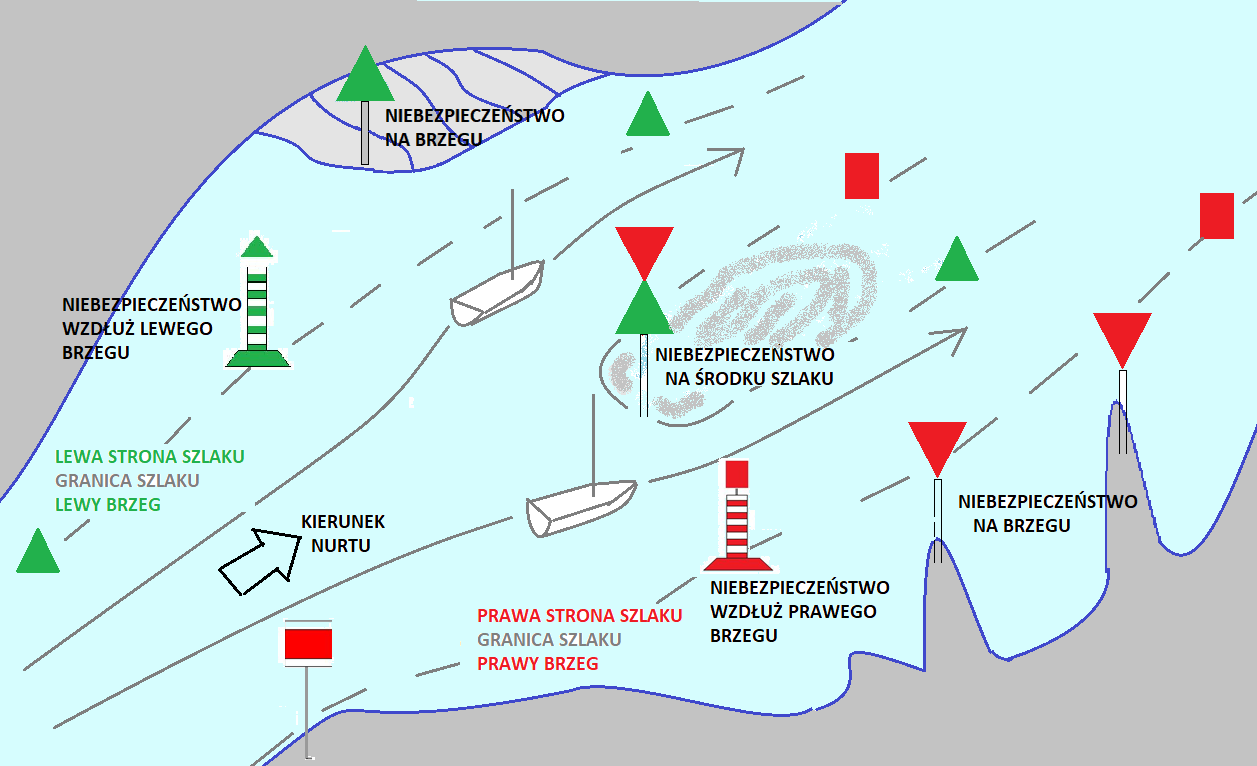 NIEBEZPIECZEŃSTWO
NA BRZEGU
NIEBEZPIECZEŃSTWO
WZDŁUŻ LEWEGO
BRZEGU
NIEBEZPIECZEŃSTWO
NA ŚRODKU SZLAKU
LEWA STRONA SZLAKU
GRANICA SZLAKU
LEWY BRZEG
KIERUNEK
NURTU
NIEBEZPIECZEŃSTWO
NA BRZEGU
NIEBEZPIECZEŃSTWO
WZDŁUŻ PRAWEGO
BRZEGU
PRAWA STRONA SZLAKU
GRANICA SZLAKU
PRAWY BRZEG